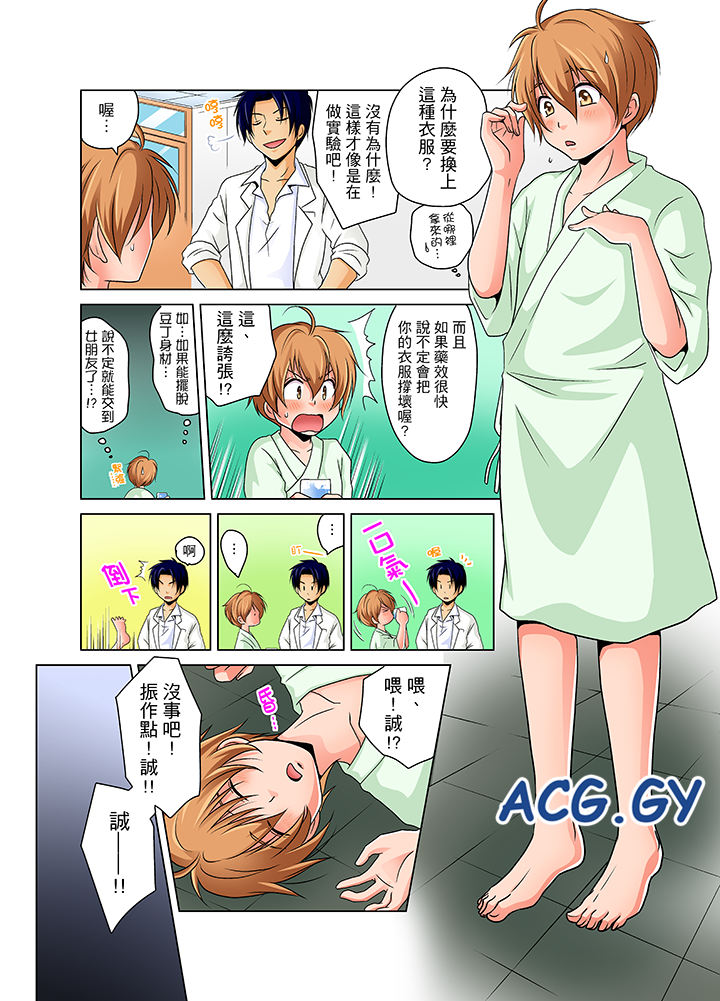 為什麼要換上
這種衣服？
從哪裡
拿來的…
沒有為什麼！
這樣才像是在
做實驗吧！
哼哼
喔…
而且
如果藥效很快
說不定會把
你的衣服撐壞喔？
這、
這麼誇張!?
如…如果能擺脫
豆丁身材…
說不定就能交到
女朋友了…!?
緊握
一口氣—
喔
…
盯—
…
啊
倒下
喂、
喂！誠!?
昏…
沒事吧！
振作點！誠!!
誠——!!
ACG.GY